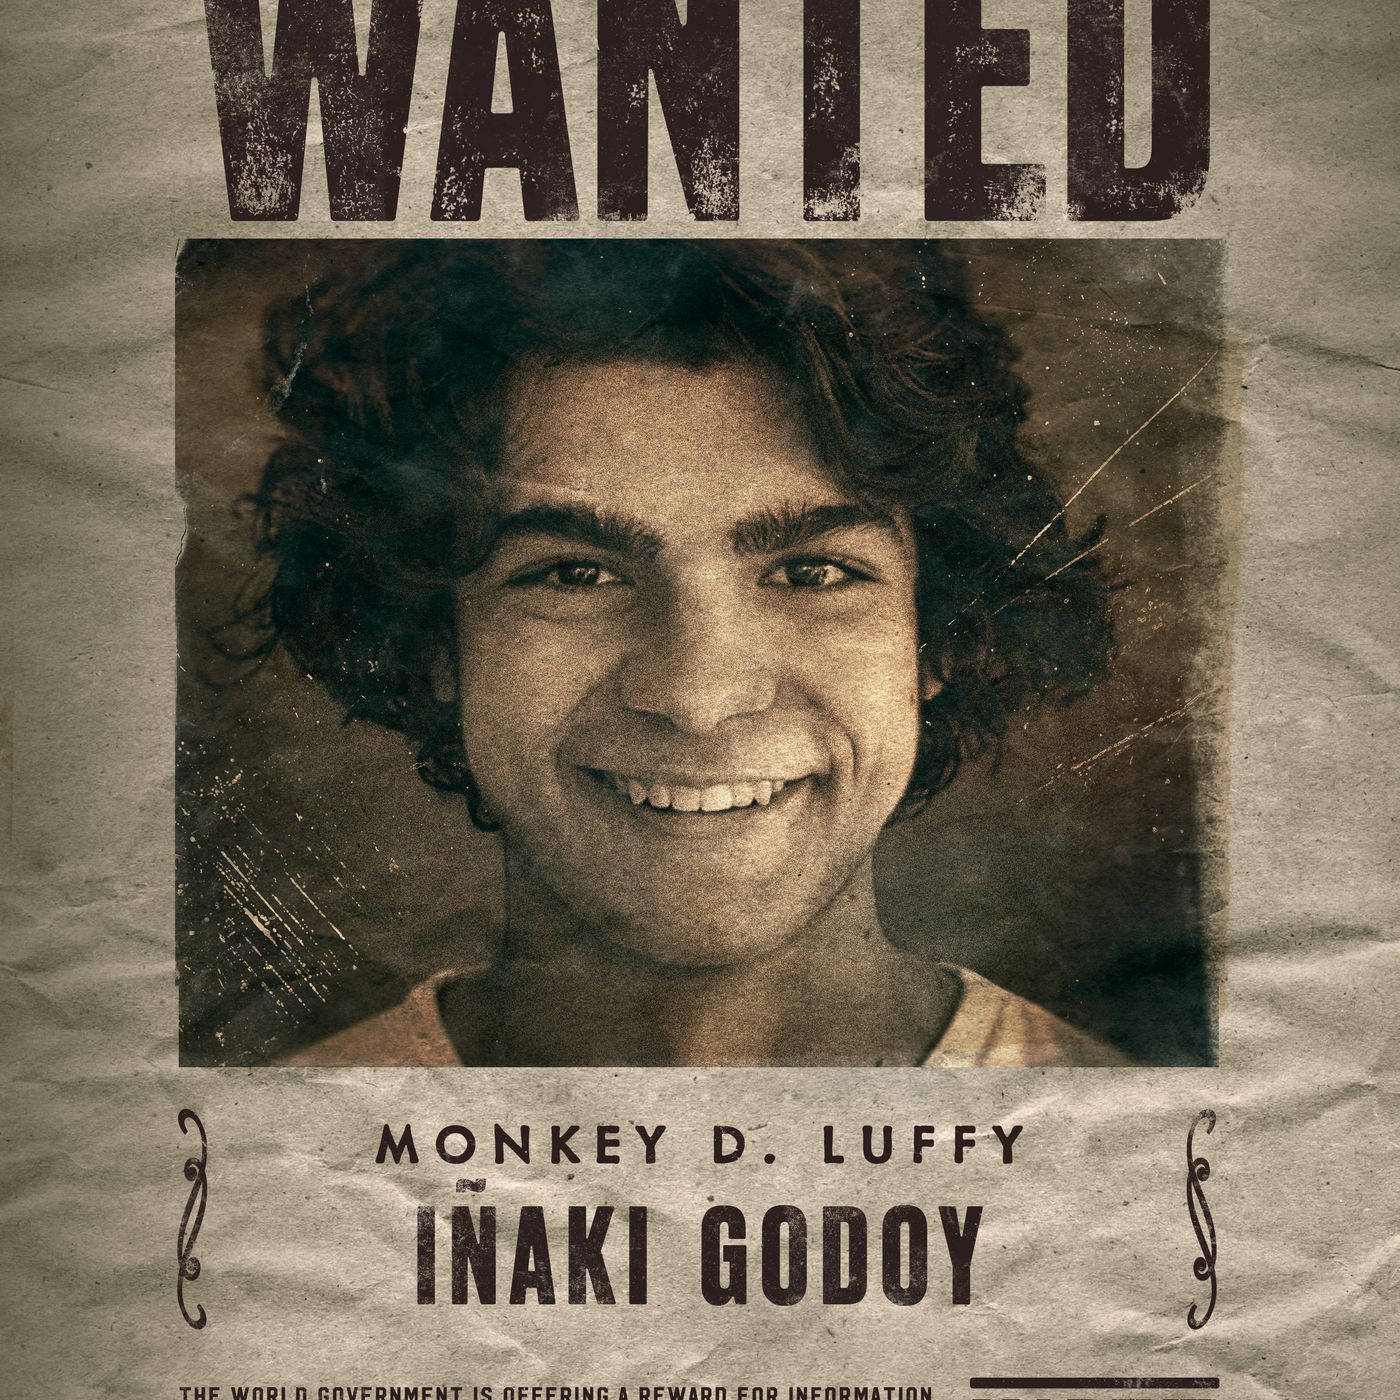 WANTED
MONKEY D. LUFFY
IÑAKI GODOY
THE WORLD GOVERNMENT IS OFFERING A REWARD FOR INFORMATION